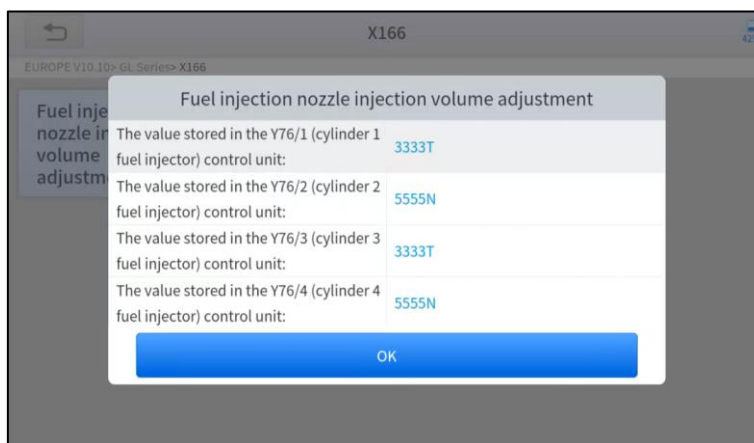 X166
42%
EUROPE V10.10> GL Series> X166
Fuel inje
nozzle in
volume
adjustm
Fuel injection nozzle injection volume adjustment
The value stored in the Y76/1 (cylinder 1
fuel injector) control unit:
3333T
The value stored in the Y76/2 (cylinder 2
fuel injector) control unit:
5555N
The value stored in the Y76/3 (cylinder 3
fuel injector) control unit:
3333T
The value stored in the Y76/4 (cylinder 4
fuel injector) control unit:
5555N
OK